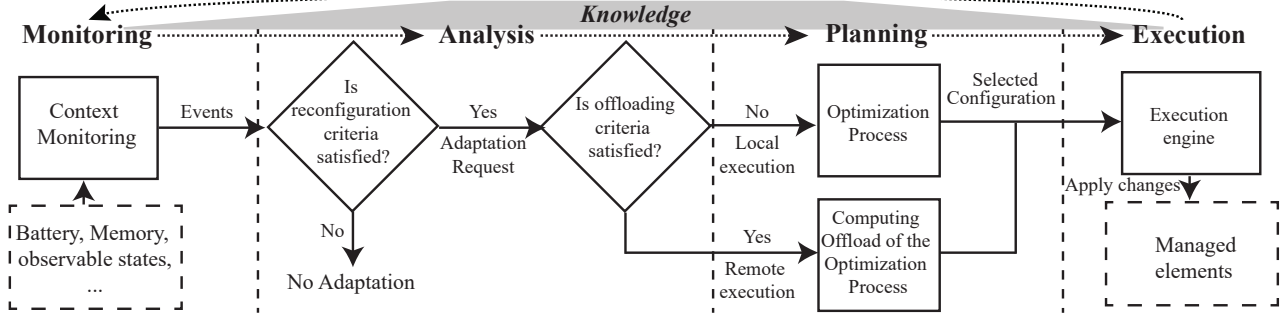 Knowledge
Monitoring
Analysis
Planning
Execution
Context
Monitoring
Events
Battery, Memory,
observable states,
...
Is
reconfiguration
criteria
satisfied?
Yes
Adaptation
Request
No
No Adaptation
Is offloading
criteria
satisfied?
No
Local
execution
Yes
Remote
execution
Optimization
Process
Computing
Offload of the
Optimization
Process
Selected
Configuration
Execution
engine
Apply changes
Managed
elements